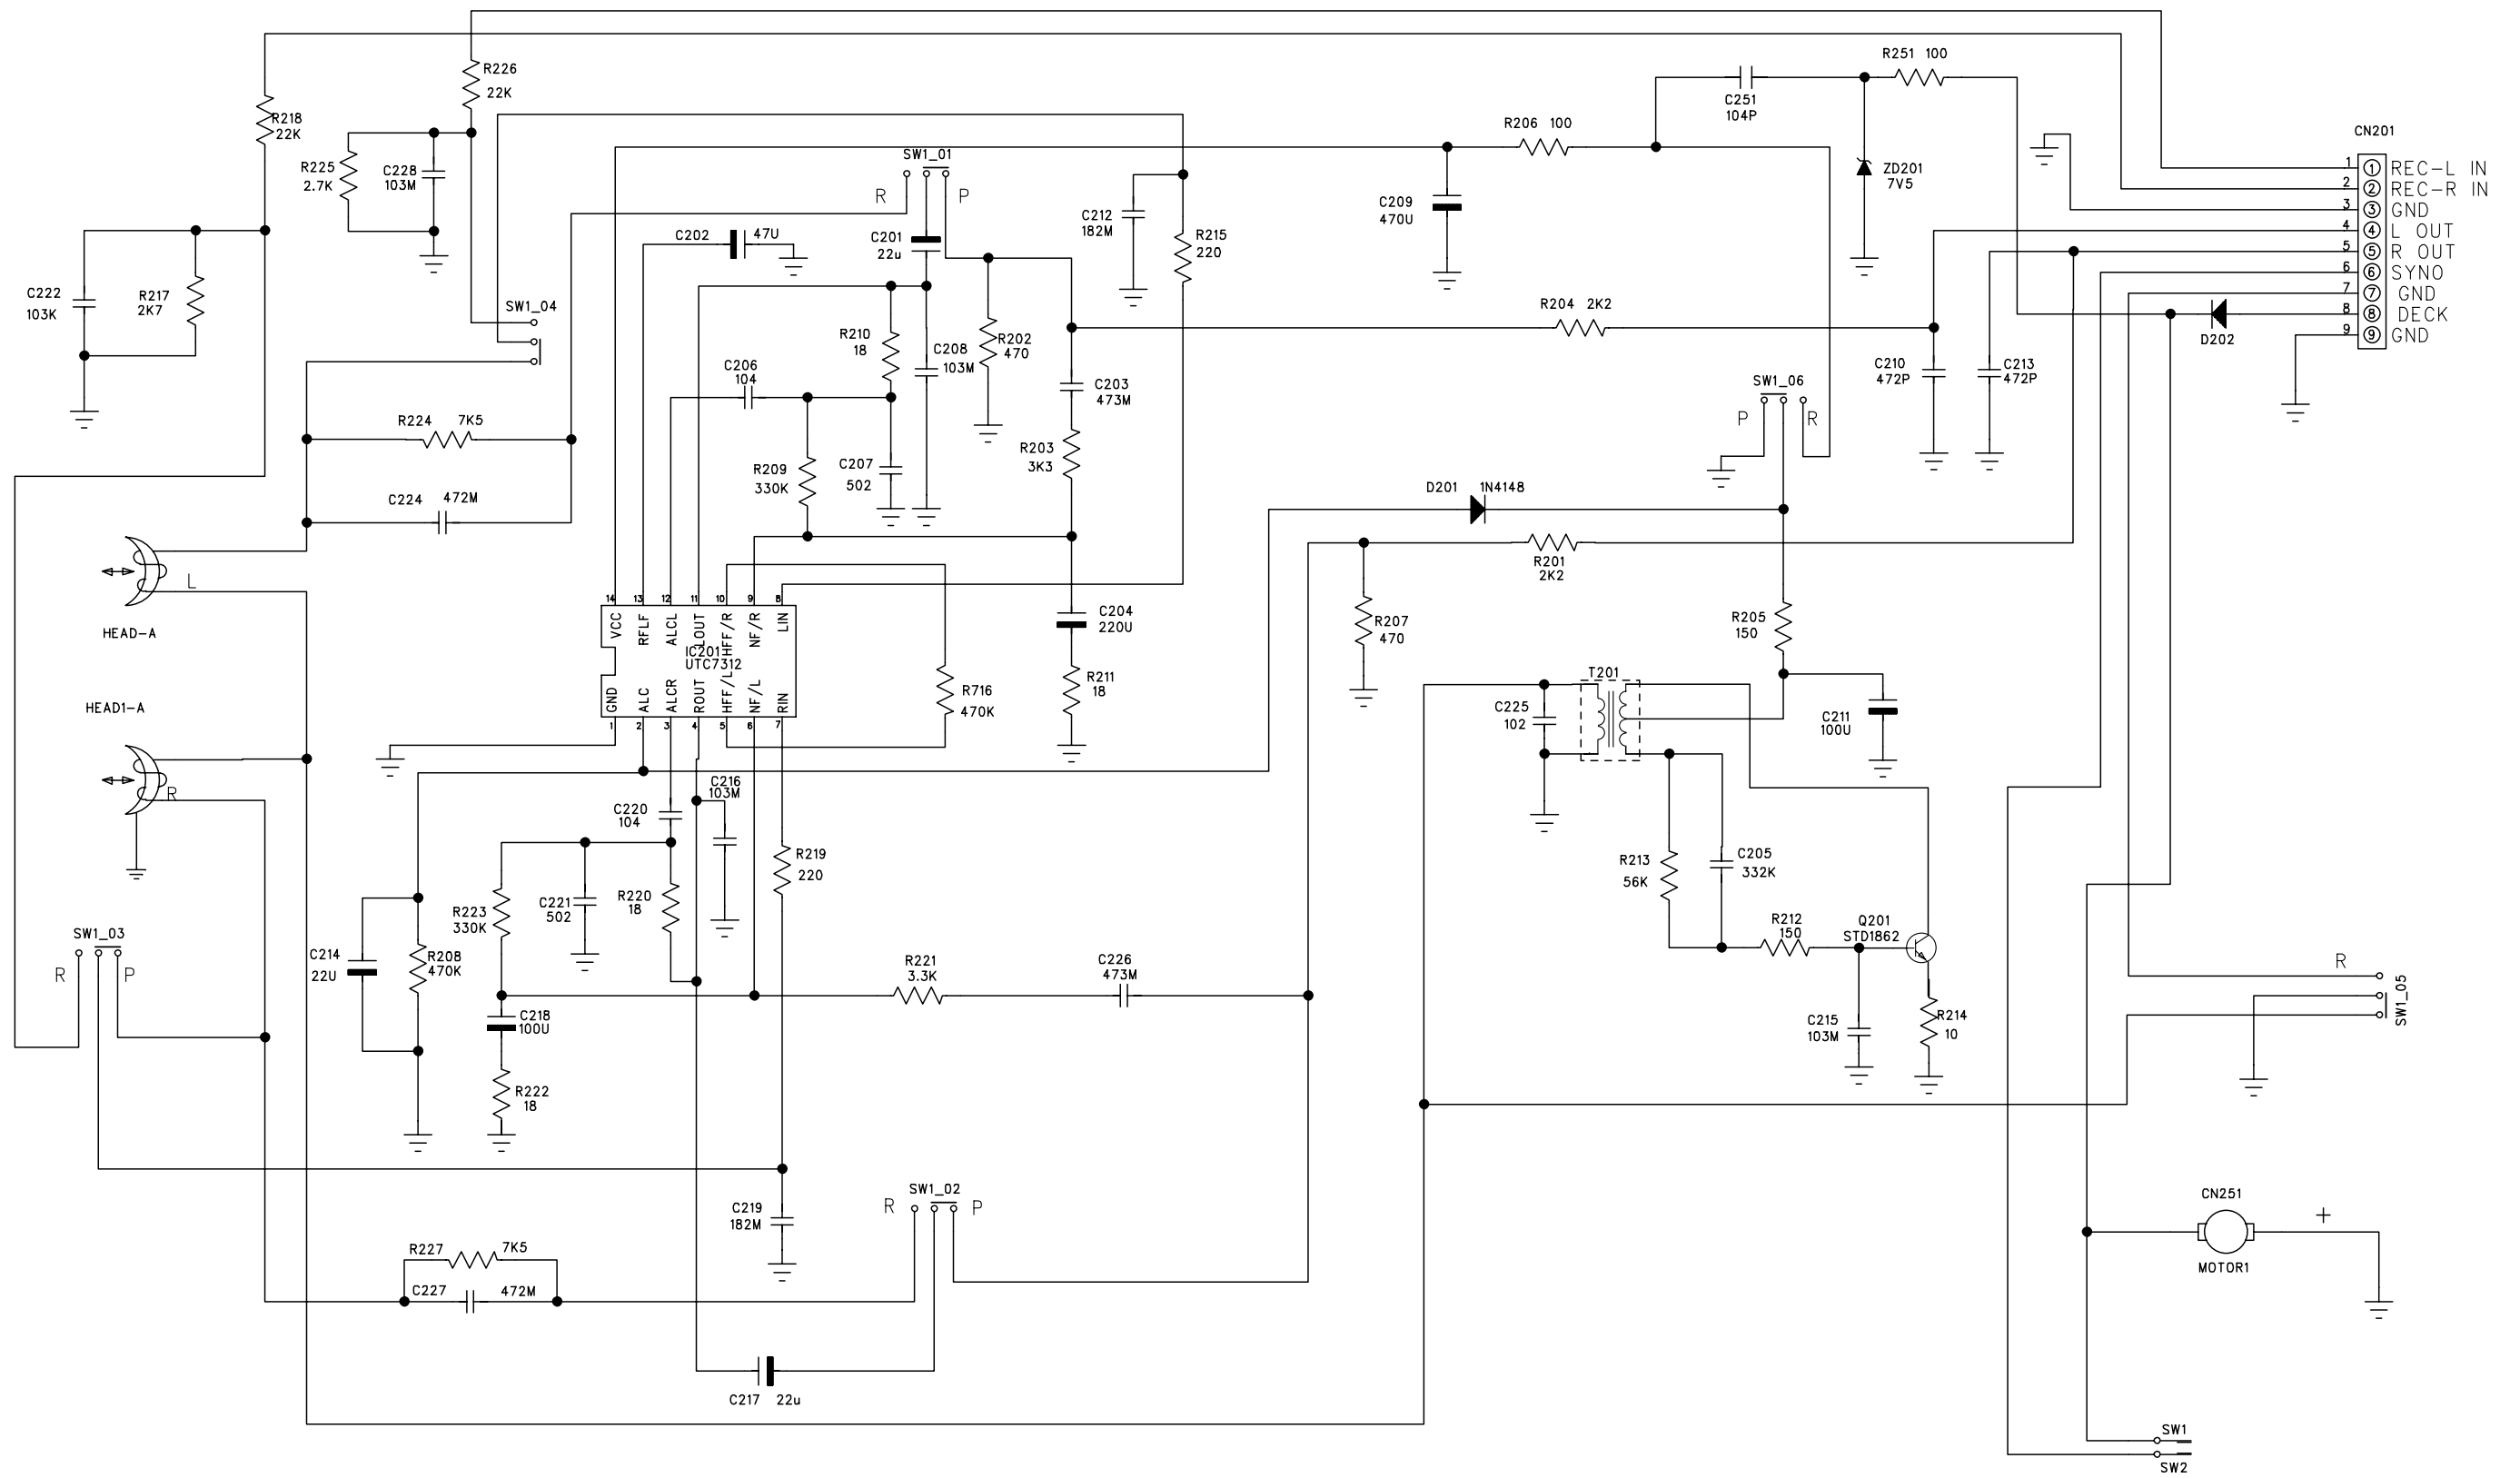 R226
22K
R218
22K
R225
2.7K
C228
103M
SW1_01
R
P
C202
47U
C201
22u
C212
182M
R215
220
C209
470U
R206 100
C251
104P
R251 100
ZD201
7V5
CN201
1 ① REC-L IN
2 ② REC-R IN
3 ③ GND
4 ④ L OUT
5 ⑤ R OUT
6 ⑥ SYNO
7 ⑦ GND
8 ⑧ DECK
9 ⑨ GND
D202
C222
103K
R217
2K7
SW1_04
R210
18
C208
103M
R202
470
R204 2K2
C210
472P
C213
472P
C206
104
C203
473M
SW1_06
P
R
R224 7K5
R203
3K3
R209
330K
C207
502
C224 472M
D201 1N4148
R201
2K2
L
HEAD-A
14 13 12 11 10 9 8
VCC
RFLF
ALCL
LOUT
HFF/R
NF/R
LIN
IC201
UTC7312
GND
ALC
ALCR
ROUT
HFF/L
NF/L
RIN
1 2 3 4 5 6 7
C204
220U
R211
18
R207
470
R205
150
T201
C225
102
C211
100U
R716
470K
HEAD1-A
R
C216
103M
C220
104
R219
220
R213
56K
C205
332K
R223
330K
C221
502
R220
18
R212
150
Q201
STD1862
SW1_03
R
P
C214
22U
R208
470K
R221
3.3K
C226
473M
R
SW1_05
C218
100U
C215
103M
R214
10
R222
18
SW1_02
R
P
C219
182M
CN251
+
MOTOR1
R227
7K5
C227
472M
C217 22u
SW1
SW2